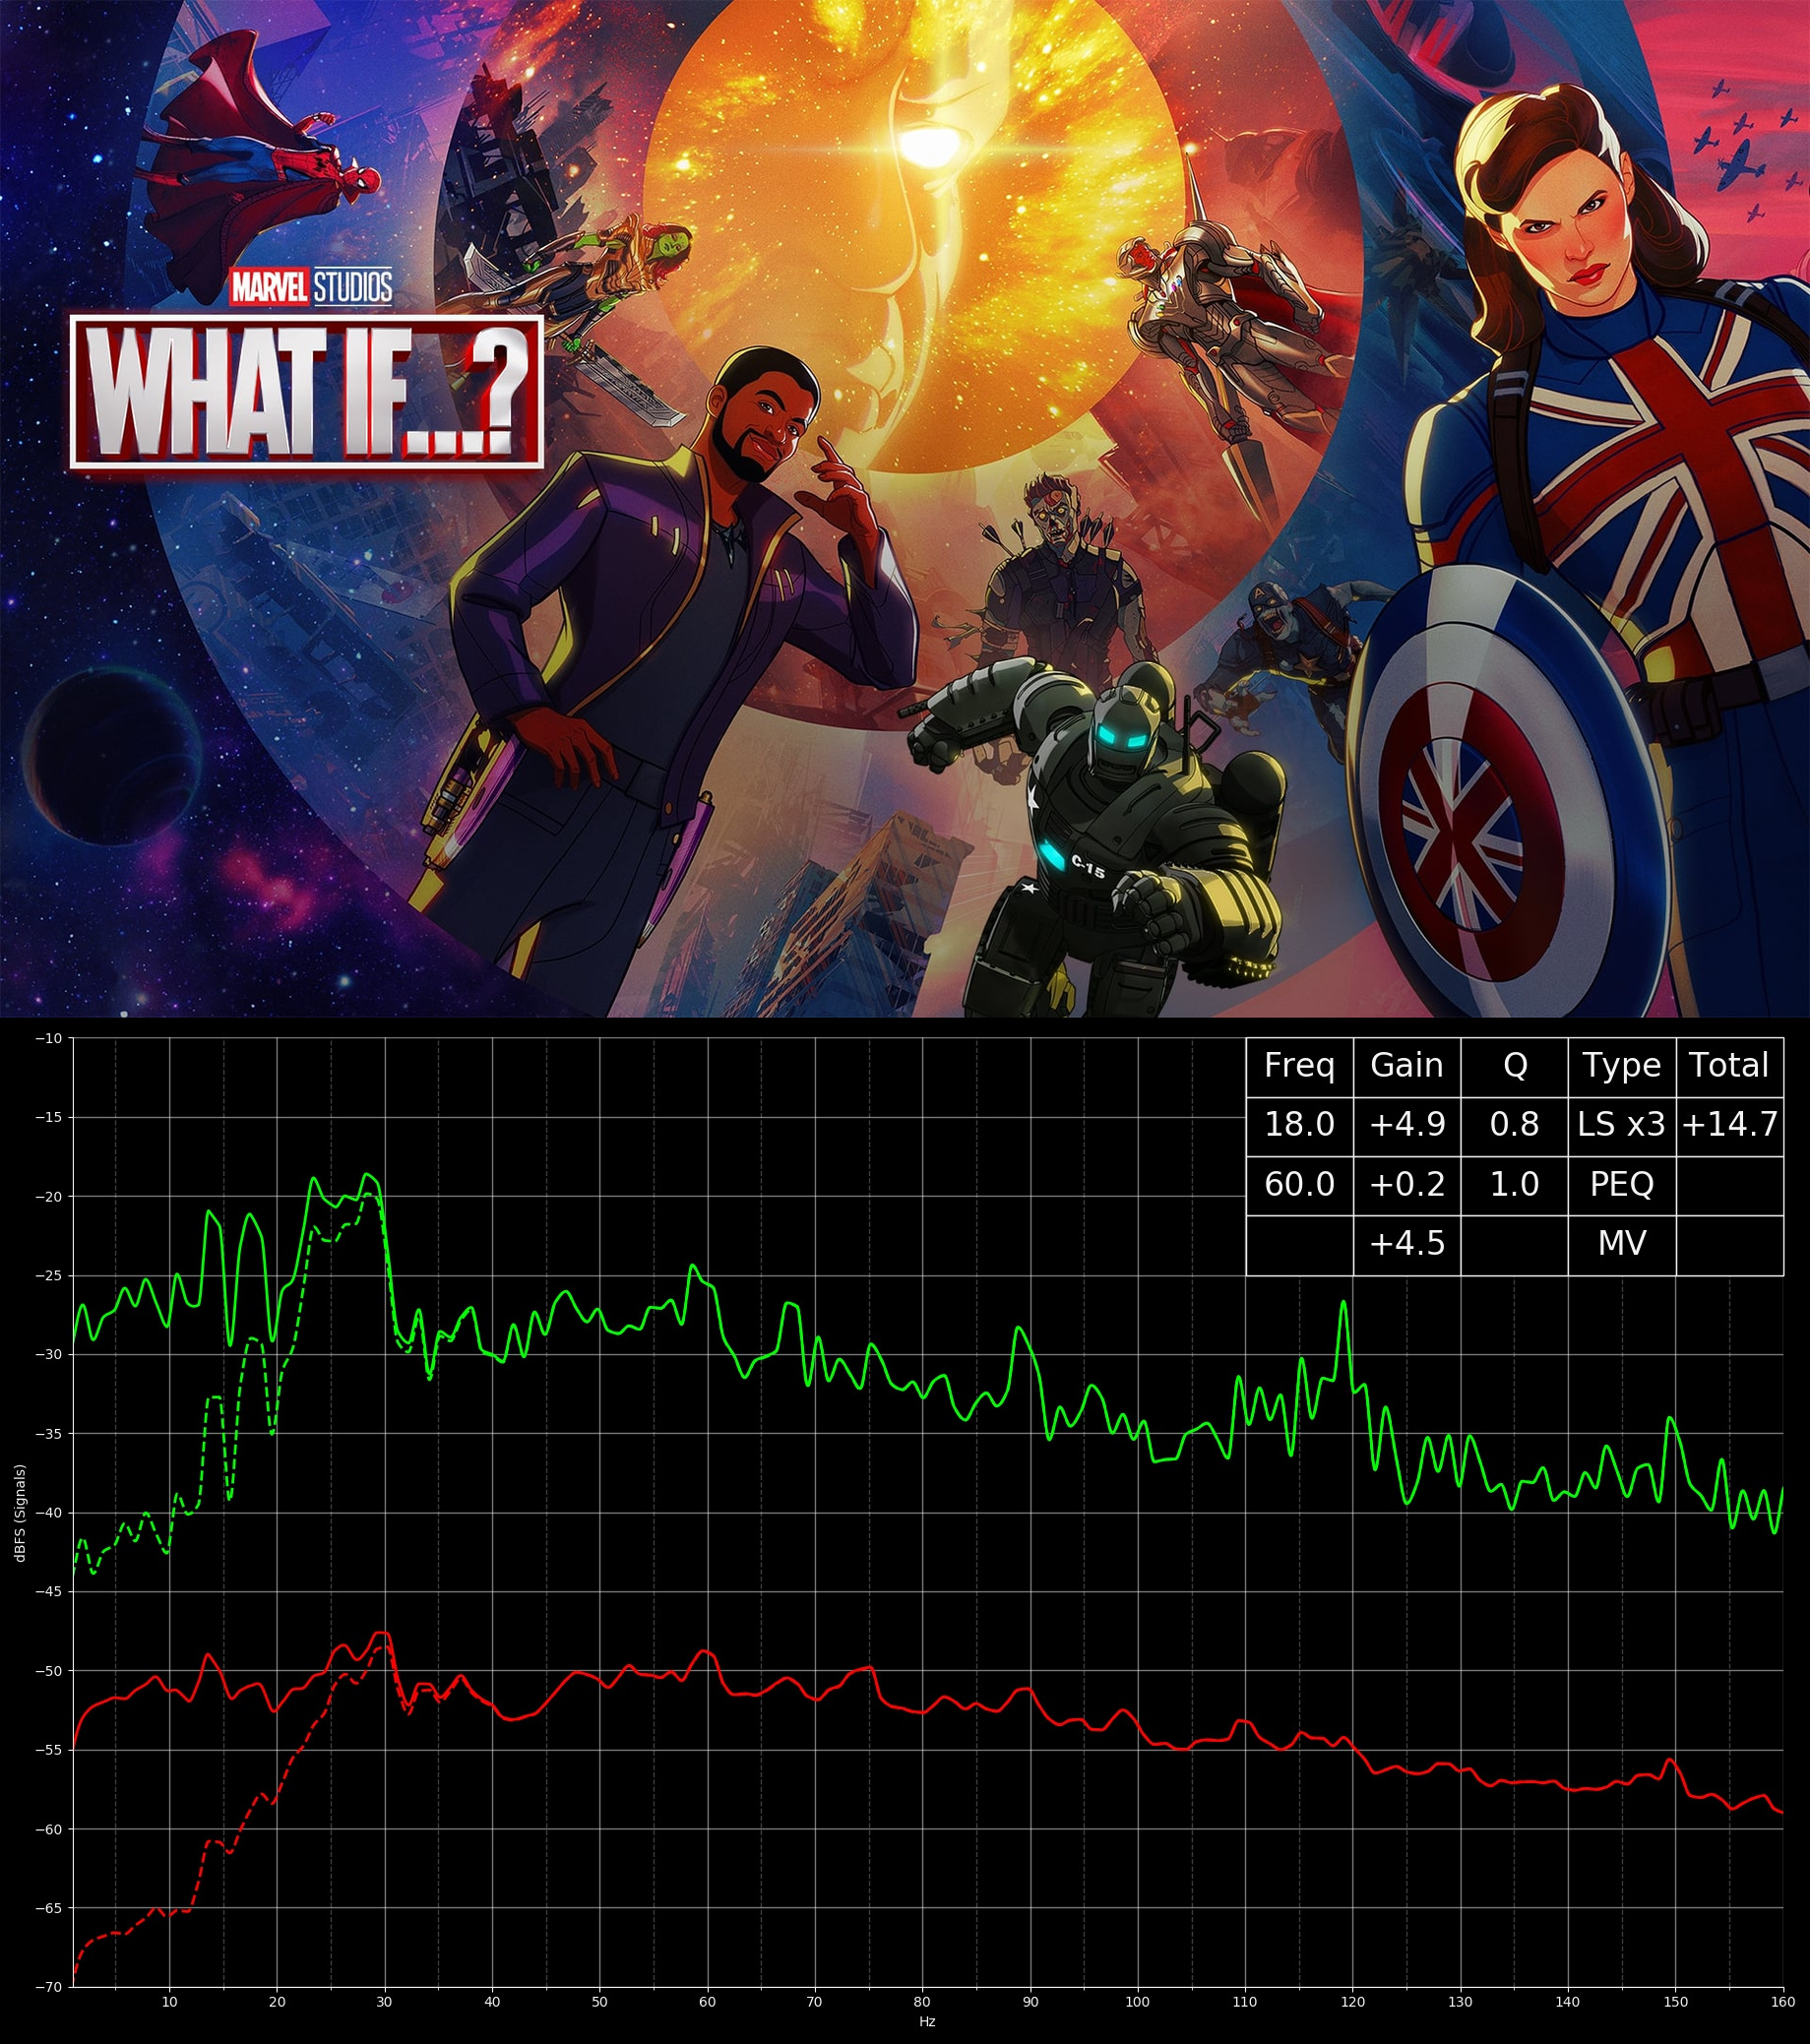 MARVEL STUDIOS
WHAT IF...?
C-15
A
Freq Gain Q Type Total
18.0 +4.9 0.8 LS x3 +14.7
60.0 +0.2 1.0 PEQ
+4.5 MV
−10
−15
−20
−25
−30
−35
−40
−45
−50
−55
−60
−65
−70
dBFS (Signals)
10 20 30 40 50 60 70 80 90 100 110 120 130 140 150 160
Hz